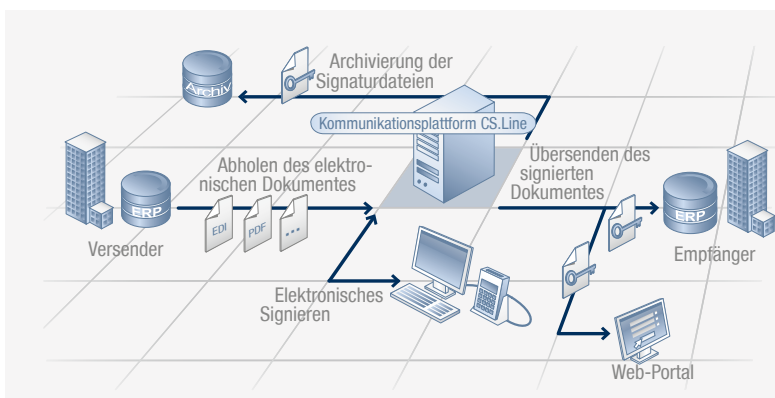 Archivierung der
Signaturdateien
Archiv
Kommunikationsplattform CS.Line
Abholen des elektro-
nischen Dokumentes
Übersenden des
signierten
Dokumentes
ERP
EDI
PDF
...
ERP
Versender
Empfänger
Elektronisches
Signieren
Web-Portal